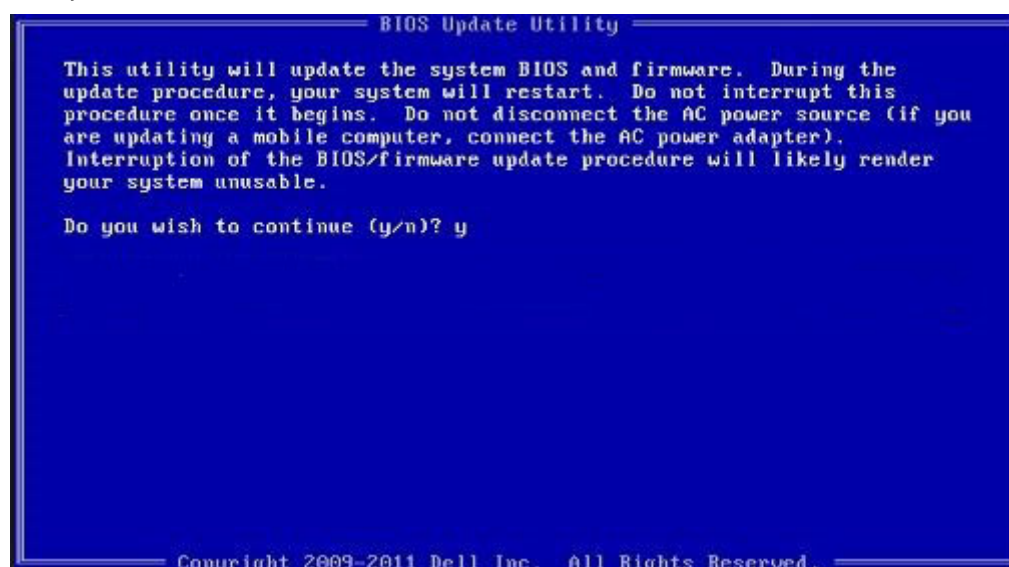 BIOS Update Utility
This utility will update the system BIOS and firmware. During the
update procedure, your system will restart. Do not interrupt this
procedure once it begins. Do not disconnect the AC power source (if you
are updating a mobile computer, connect the AC power adapter).
Interruption of the BIOS/firmware update procedure will likely render
your system unusable.
Do you wish to continue (y/n)? y
Copyright 2009-2011 Dell Inc. All Rights Reserved.